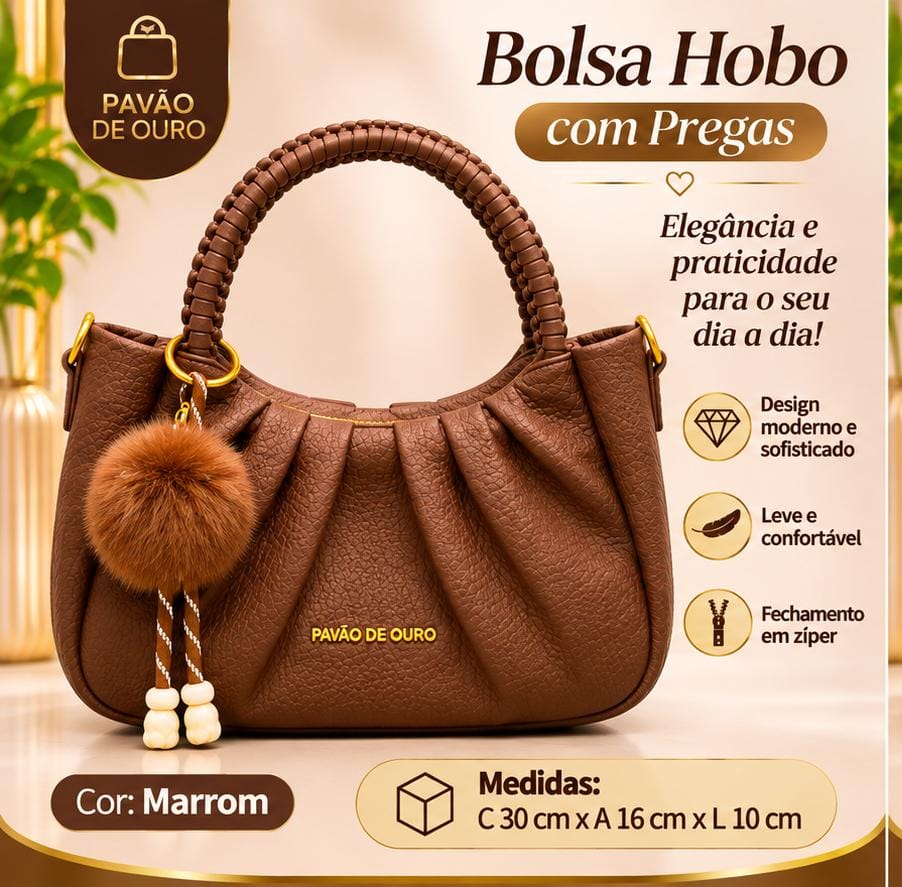 PAVÃO
DE OURO
Bolsa Hobo
com Pregas
Elegância e
praticidade
para o seu
dia a dia!
Design
moderno e
sofisticado
Leve e
confortável
Fechamento
em zíper
PAVÃO DE OURO
Cor: Marrom
Medidas:
C 30 cm x A 16 cm x L 10 cm